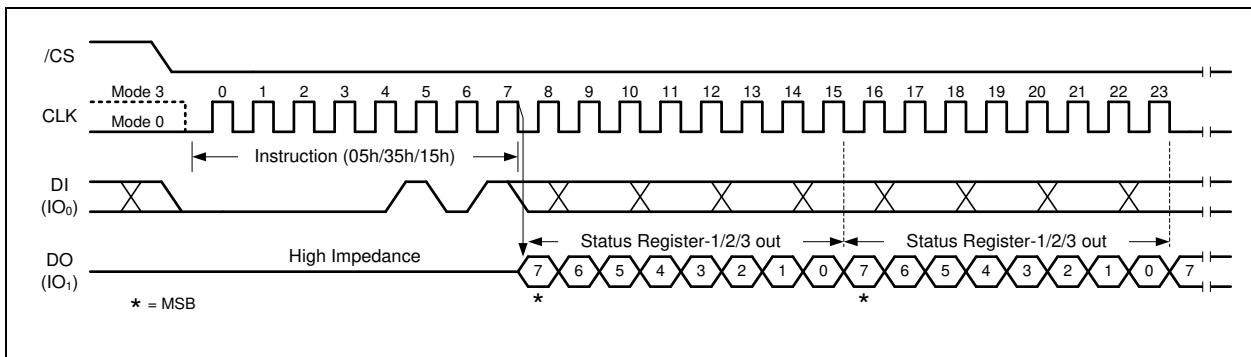 /CS
Mode 3 0 1 2 3 4 5 6 7 8 9 10 11 12 13 14 15 16 17 18 19 20 21 22 23
CLK
Mode 0
Instruction (05h/35h/15h)
DI
(IO₀)
Status Register-1/2/3 out Status Register-1/2/3 out
DO High Impedance
7 6 5 4 3 2 1 0 7 6 5 4 3 2 1 0 7
(IO₁)
* *
* = MSB